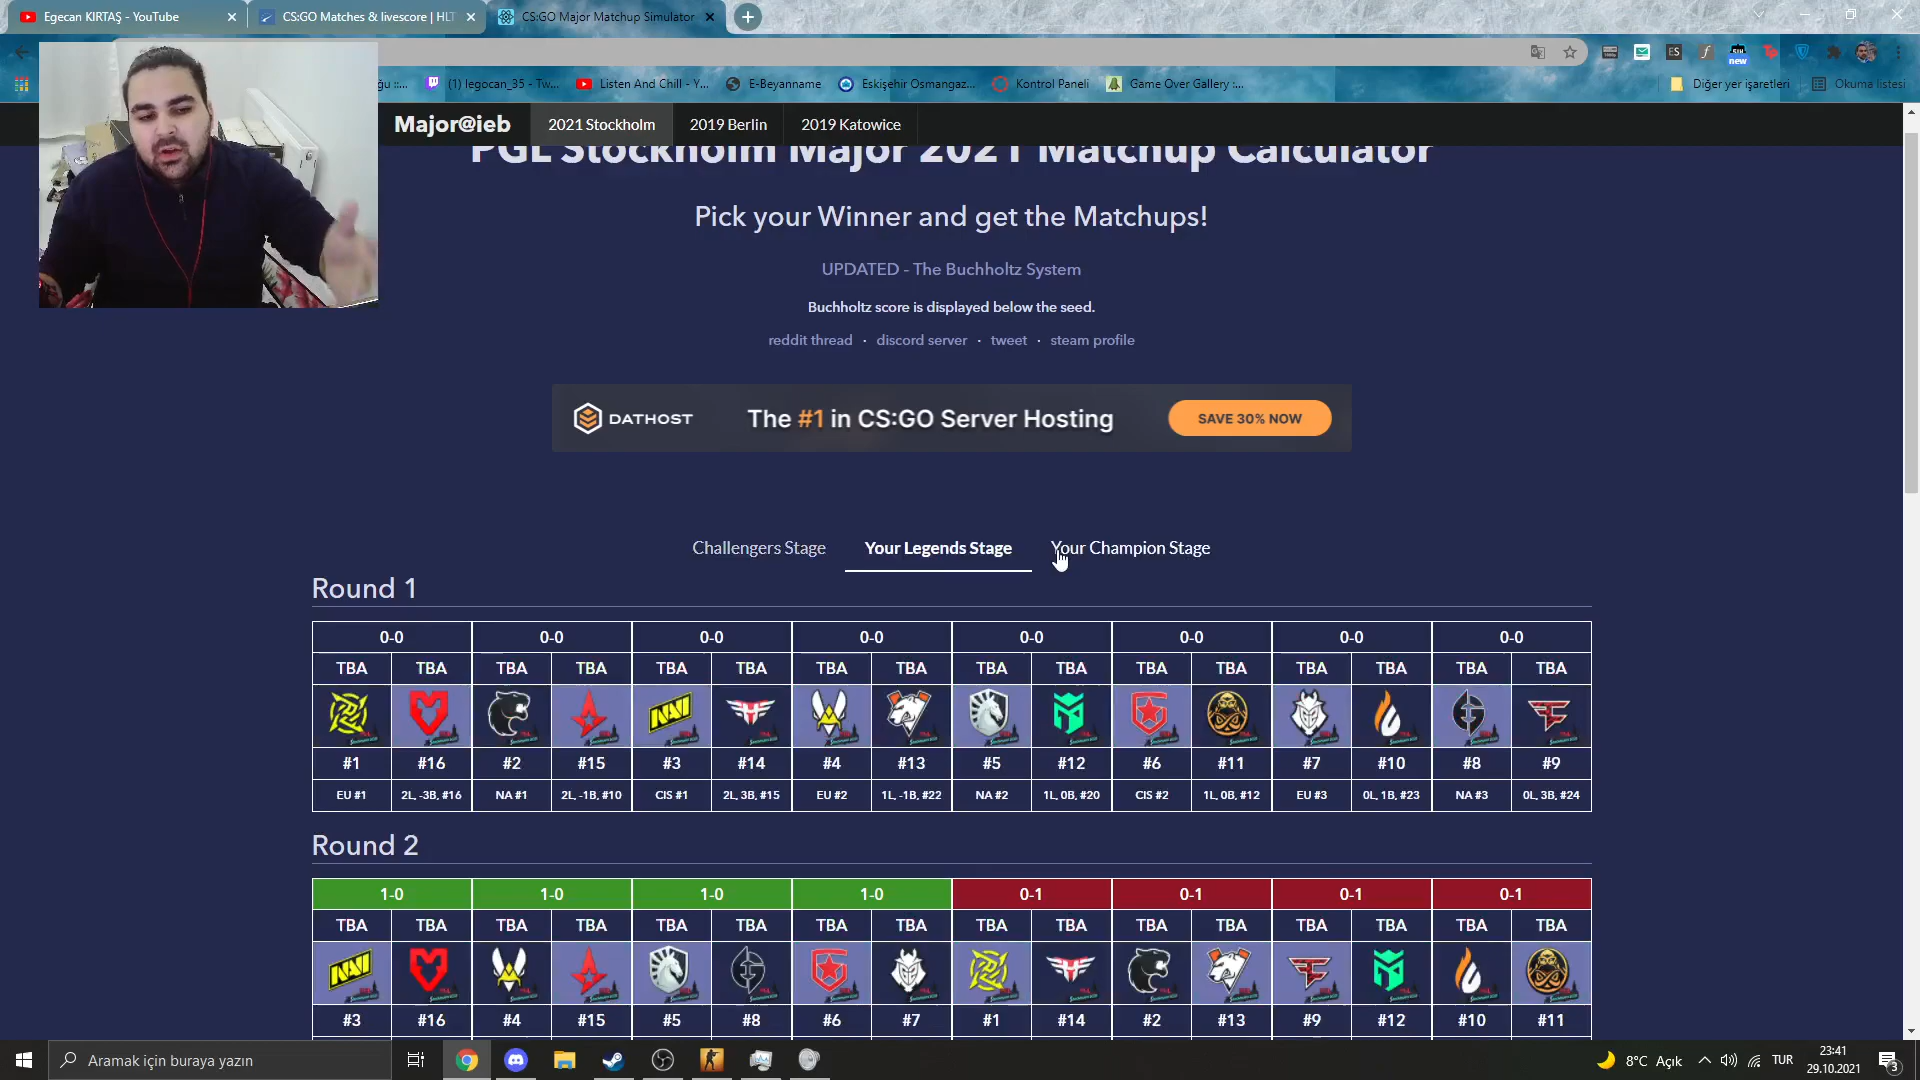 Egecan KIRTAŞ - YouTube
CS:GO Matches & livescore | HLT
CS:GO Major Matchup Simulator
ES
new
ğu ::...
(1) legocan_35 - Tw...
Listen And Chill - Y...
E-Beyanname
Eskişehir Osmangaz...
Kontrol Paneli
Game Over Gallery :...
Diğer yer işaretleri
Okuma listesi
Major@ieb
2021 Stockholm
2019 Berlin
2019 Katowice
PGL Stockholm Major 2021 Matchup Calculator
Pick your Winner and get the Matchups!
UPDATED - The Buchholtz System
Buchholtz score is displayed below the seed.
reddit thread · discord server · tweet · steam profile
DATHOST
The #1 in CS:GO Server Hosting
SAVE 30% NOW
Challengers Stage
Your Legends Stage
Your Champion Stage
Round 1
0-0 0-0 0-0 0-0 0-0 0-0 0-0 0-0
TBA TBA TBA TBA TBA TBA TBA TBA TBA TBA TBA TBA TBA TBA TBA TBA
#1 #16 #2 #15 #3 #14 #4 #13 #5 #12 #6 #11 #7 #10 #8 #9
EU #1 2L, -3B, #16 NA #1 2L, -1B, #10 CIS #1 2L, 3B, #15 EU #2 1L, -1B, #22 NA #2 1L, 0B, #20 CIS #2 1L, 0B, #12 EU #3 0L, 1B, #23 NA #3 0L, 3B, #24
Round 2
1-0 1-0 1-0 1-0 0-1 0-1 0-1 0-1
TBA TBA TBA TBA TBA TBA TBA TBA TBA TBA TBA TBA TBA TBA TBA TBA
#3 #16 #4 #15 #5 #8 #6 #7 #1 #14 #2 #13 #9 #12 #10 #11
Aramak için buraya yazın
8°C Açık
TUR
23:41
29.10.2021
3